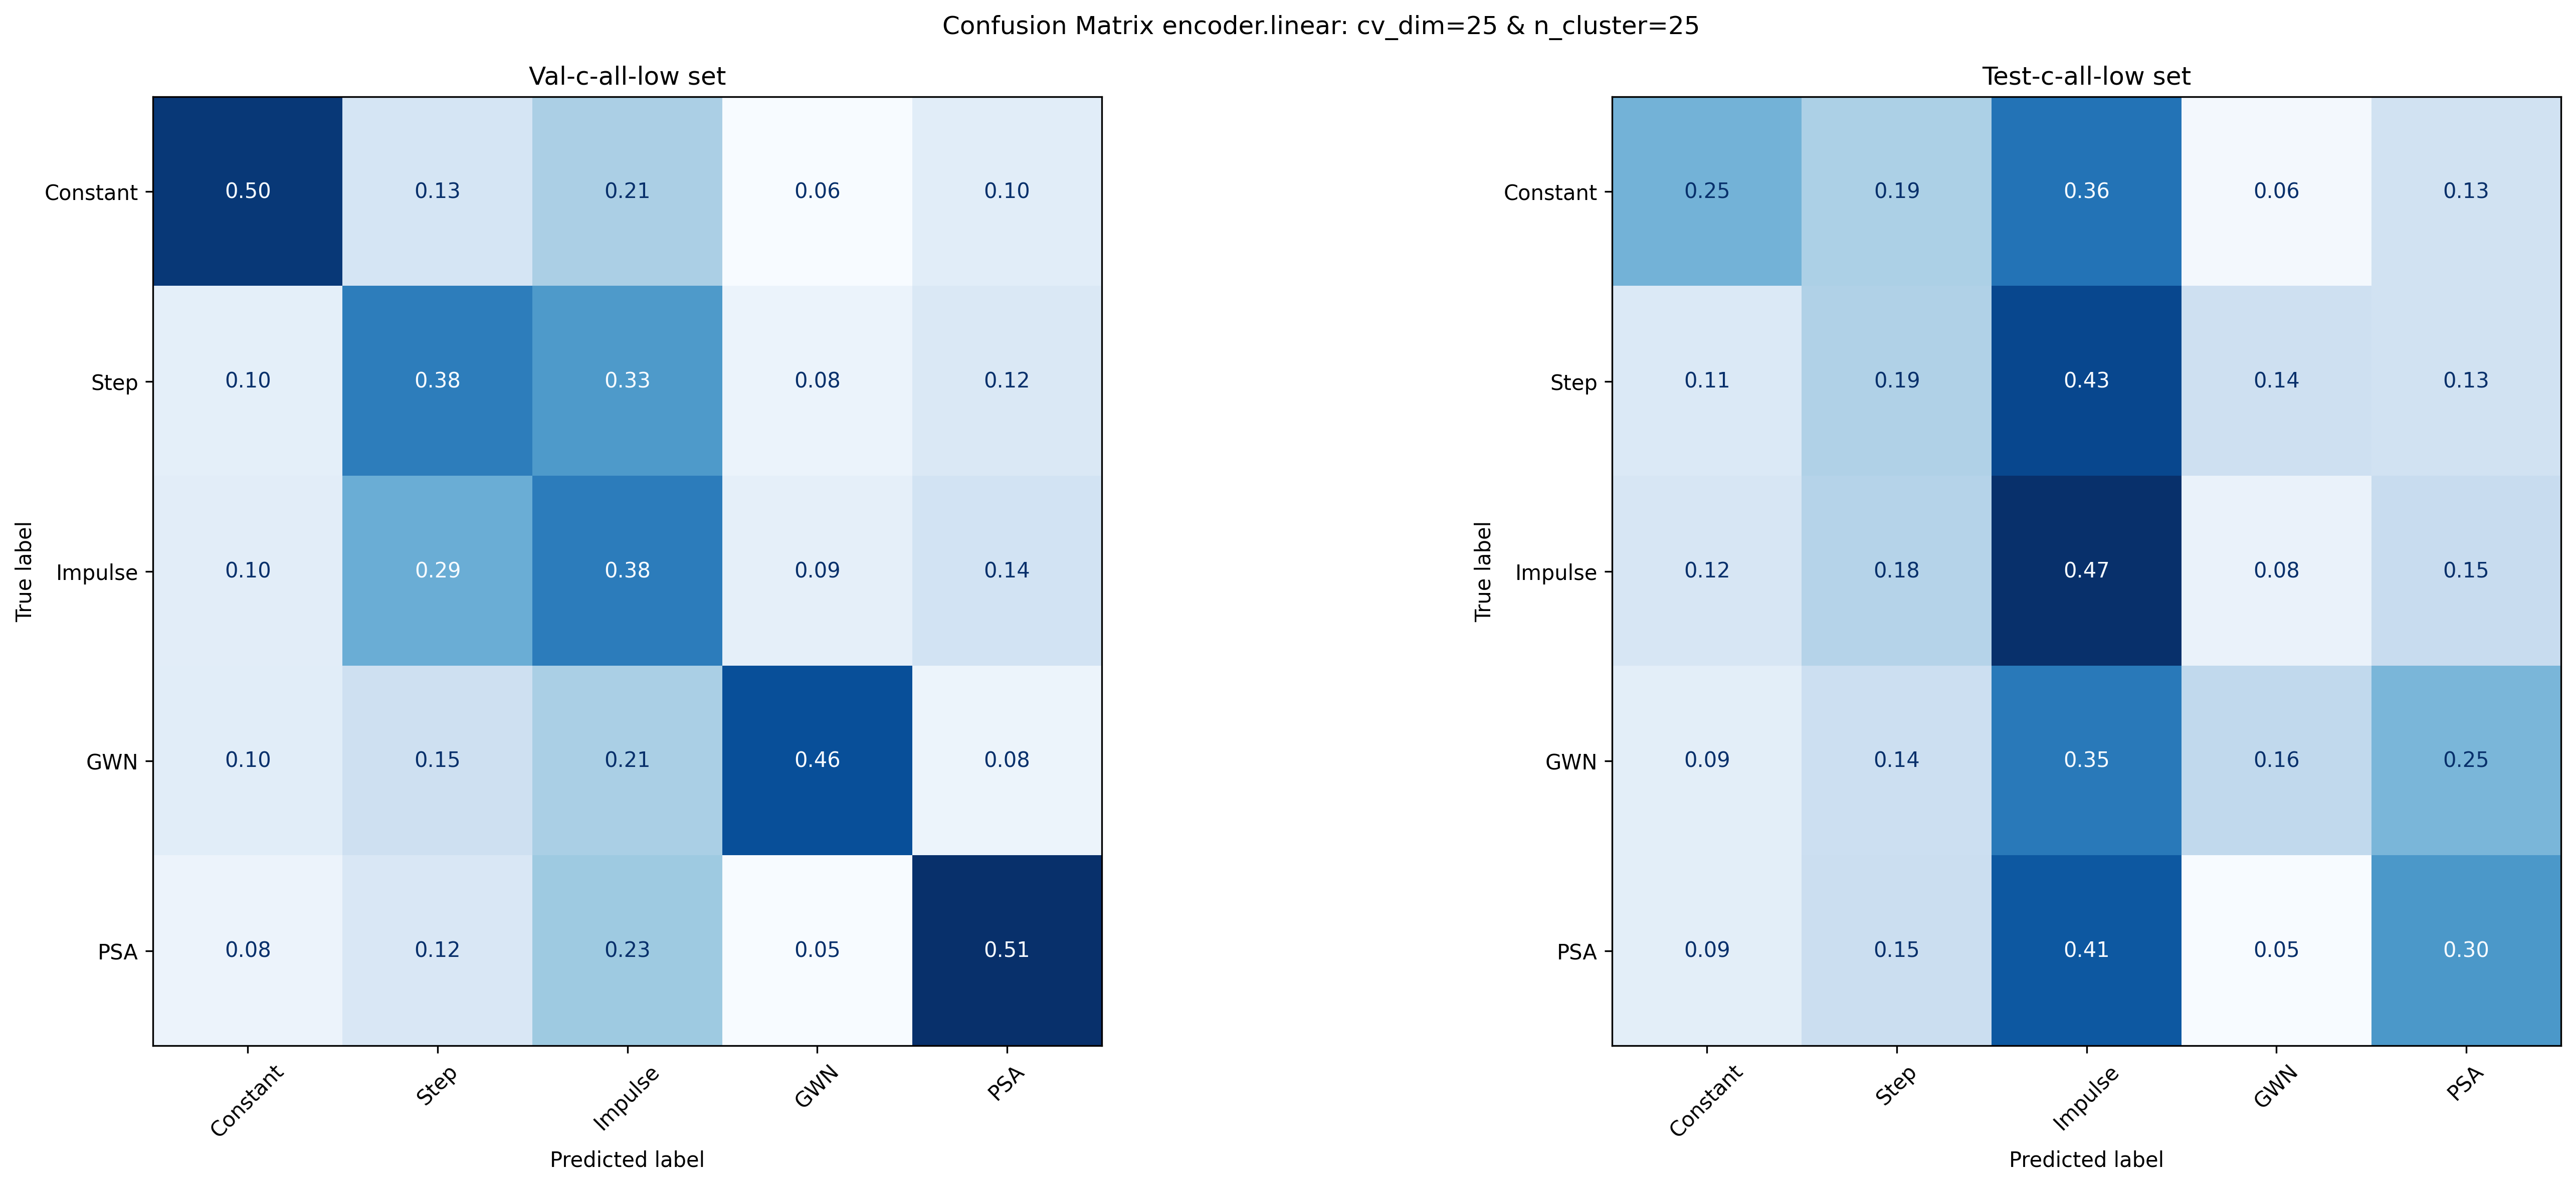 Confusion Matrix encoder.linear: cv_dim=25 & n_cluster=25
Val-c-all-low set
True label
Constant 0.50 0.13 0.21 0.06 0.10
Step 0.10 0.38 0.33 0.08 0.12
Impulse 0.10 0.29 0.38 0.09 0.14
GWN 0.10 0.15 0.21 0.46 0.08
PSA 0.08 0.12 0.23 0.05 0.51
Constant Step Impulse GWN PSA
Predicted label
Test-c-all-low set
True label
Constant 0.25 0.19 0.36 0.06 0.13
Step 0.11 0.19 0.43 0.14 0.13
Impulse 0.12 0.18 0.47 0.08 0.15
GWN 0.09 0.14 0.35 0.16 0.25
PSA 0.09 0.15 0.41 0.05 0.30
Constant Step Impulse GWN PSA
Predicted label